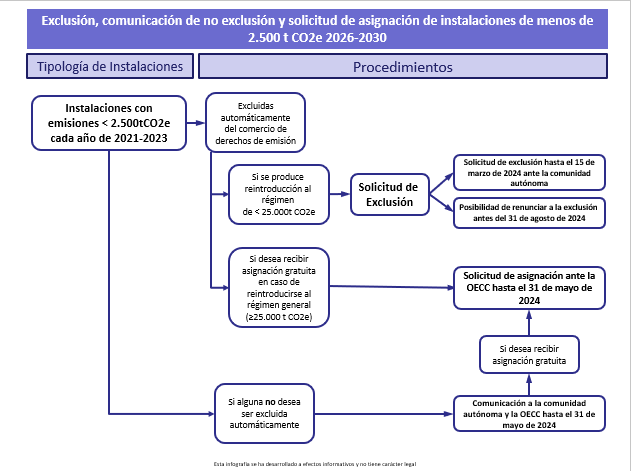 Exclusión, comunicación de no exclusión y solicitud de asignación de instalaciones de menos de
2.500 t CO2e 2026-2030
Tipología de Instalaciones
Procedimientos
Instalaciones con
emisiones < 2.500tCO2e
cada año de 2021-2023
Excluidas
automáticamente
del comercio de
derechos de emisión
Si se produce
reintroducción al
régimen
de < 25.000t CO2e
Solicitud de
Exclusión
Solicitud de exclusión hasta el 15 de
marzo de 2024 ante la comunidad
autónoma
Posibilidad de renunciar a la exclusión
antes del 31 de agosto de 2024
Si desea recibir
asignación gratuita
en caso de
reintroducirse al
régimen general
(≥25.000 t CO2e)
Solicitud de asignación ante la
OECC hasta el 31 de mayo de
2024
Si desea recibir
asignación gratuita
Si alguna no desea
ser excluida
automáticamente
Comunicación a la comunidad
autónoma y la OECC hasta el 31 de
mayo de 2024
Esta infografía se ha desarrollado a efectos informativos y no tiene carácter legal